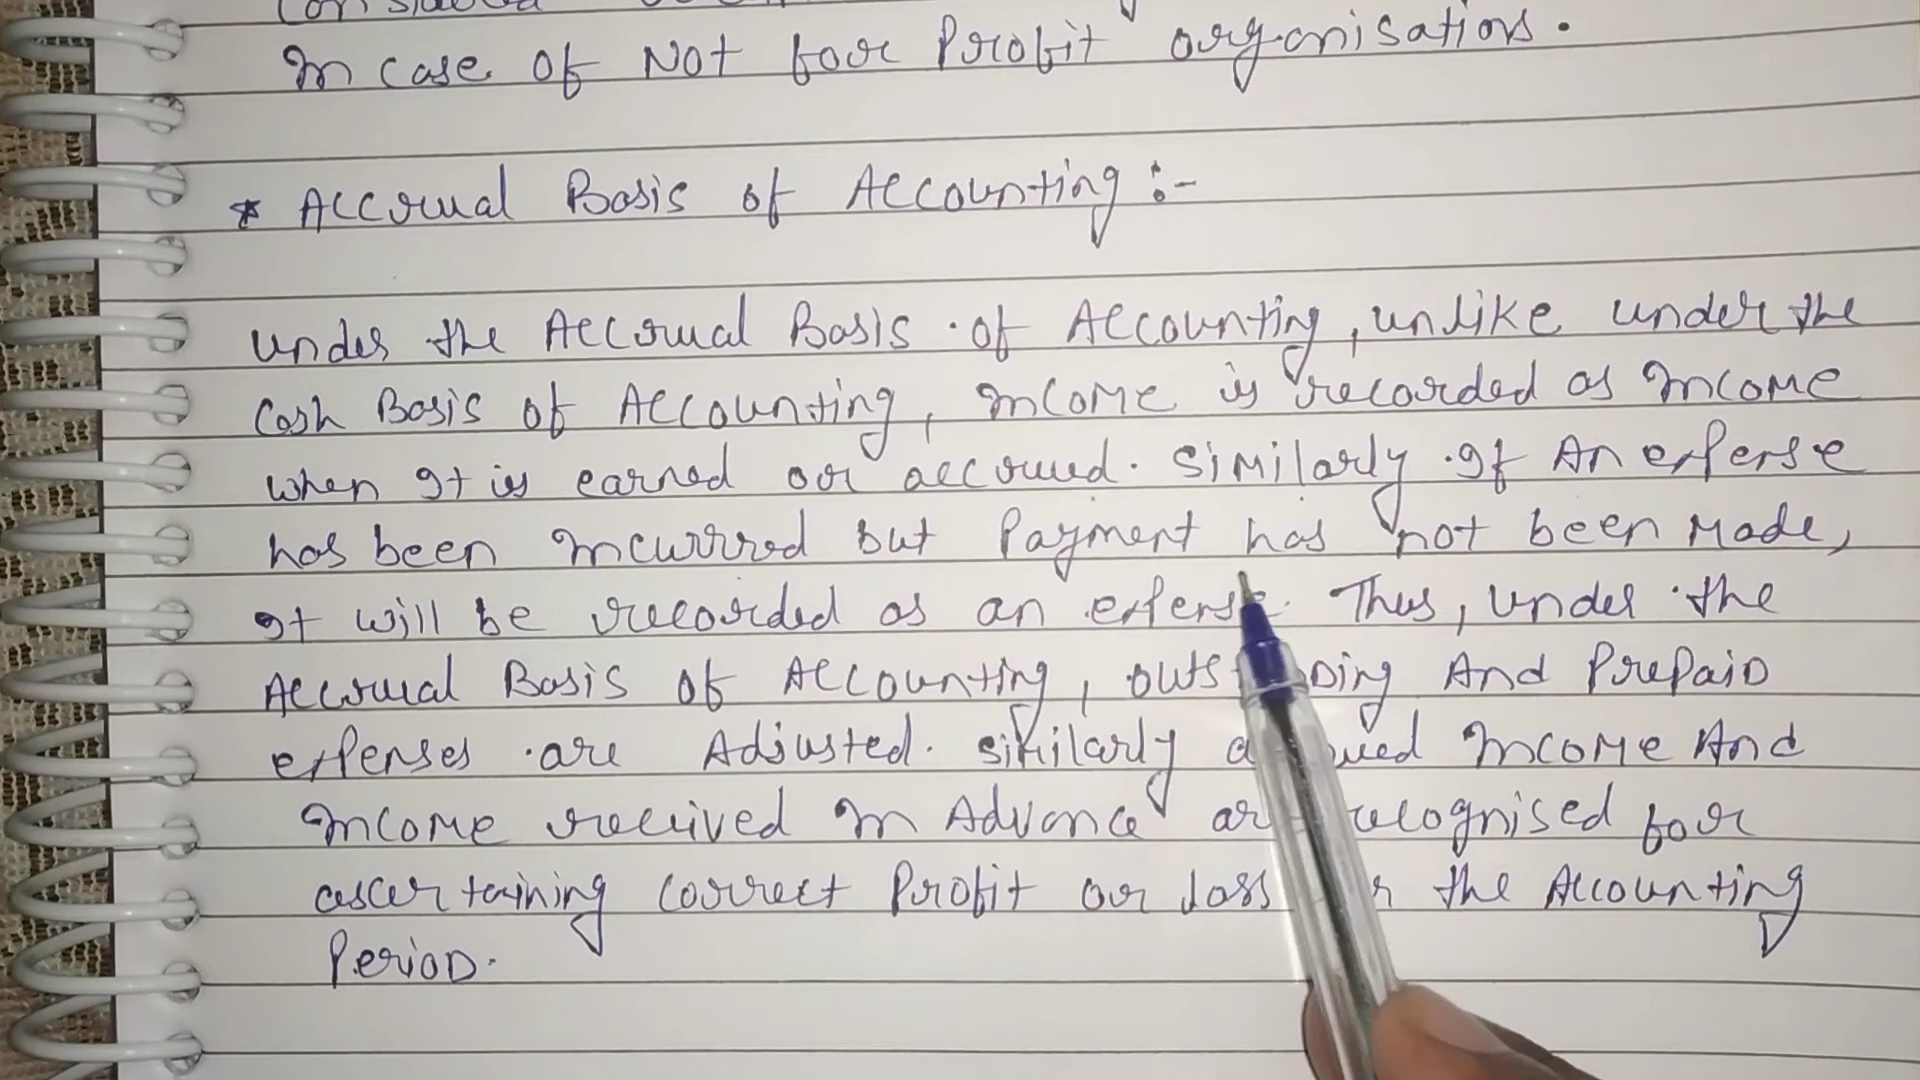 In case of Not for Profit organisations.
* Accrual Basis of Accounting :-
under the Accrual Basis of Accounting, unlike under the
Cash Basis of Accounting, Income is recorded as Income
when It is earned or accrued. Similarly If An expense
has been Incurred but Payment has not been Made,
It will be recorded as an expense. Thus, under the
Accrual Basis of Accounting, And Prepaid
expenses are Adjusted. Similarly Income And
Income received In Advance recognised for
ascertaining correct Profit or loss the Accounting
Period.